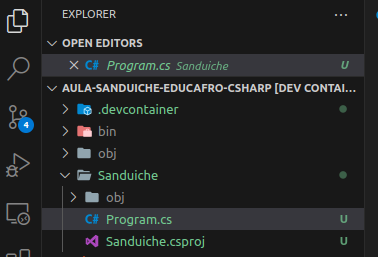 EXPLORER
OPEN EDITORS
C# Program.cs Sanduiche U
AULA-SANDUICHE-EDUCAFRO-CSHARP [DEV CONTAI...
.devcontainer
bin
obj
4
Sanduiche
obj
C# Program.cs U
Sanduiche.csproj U